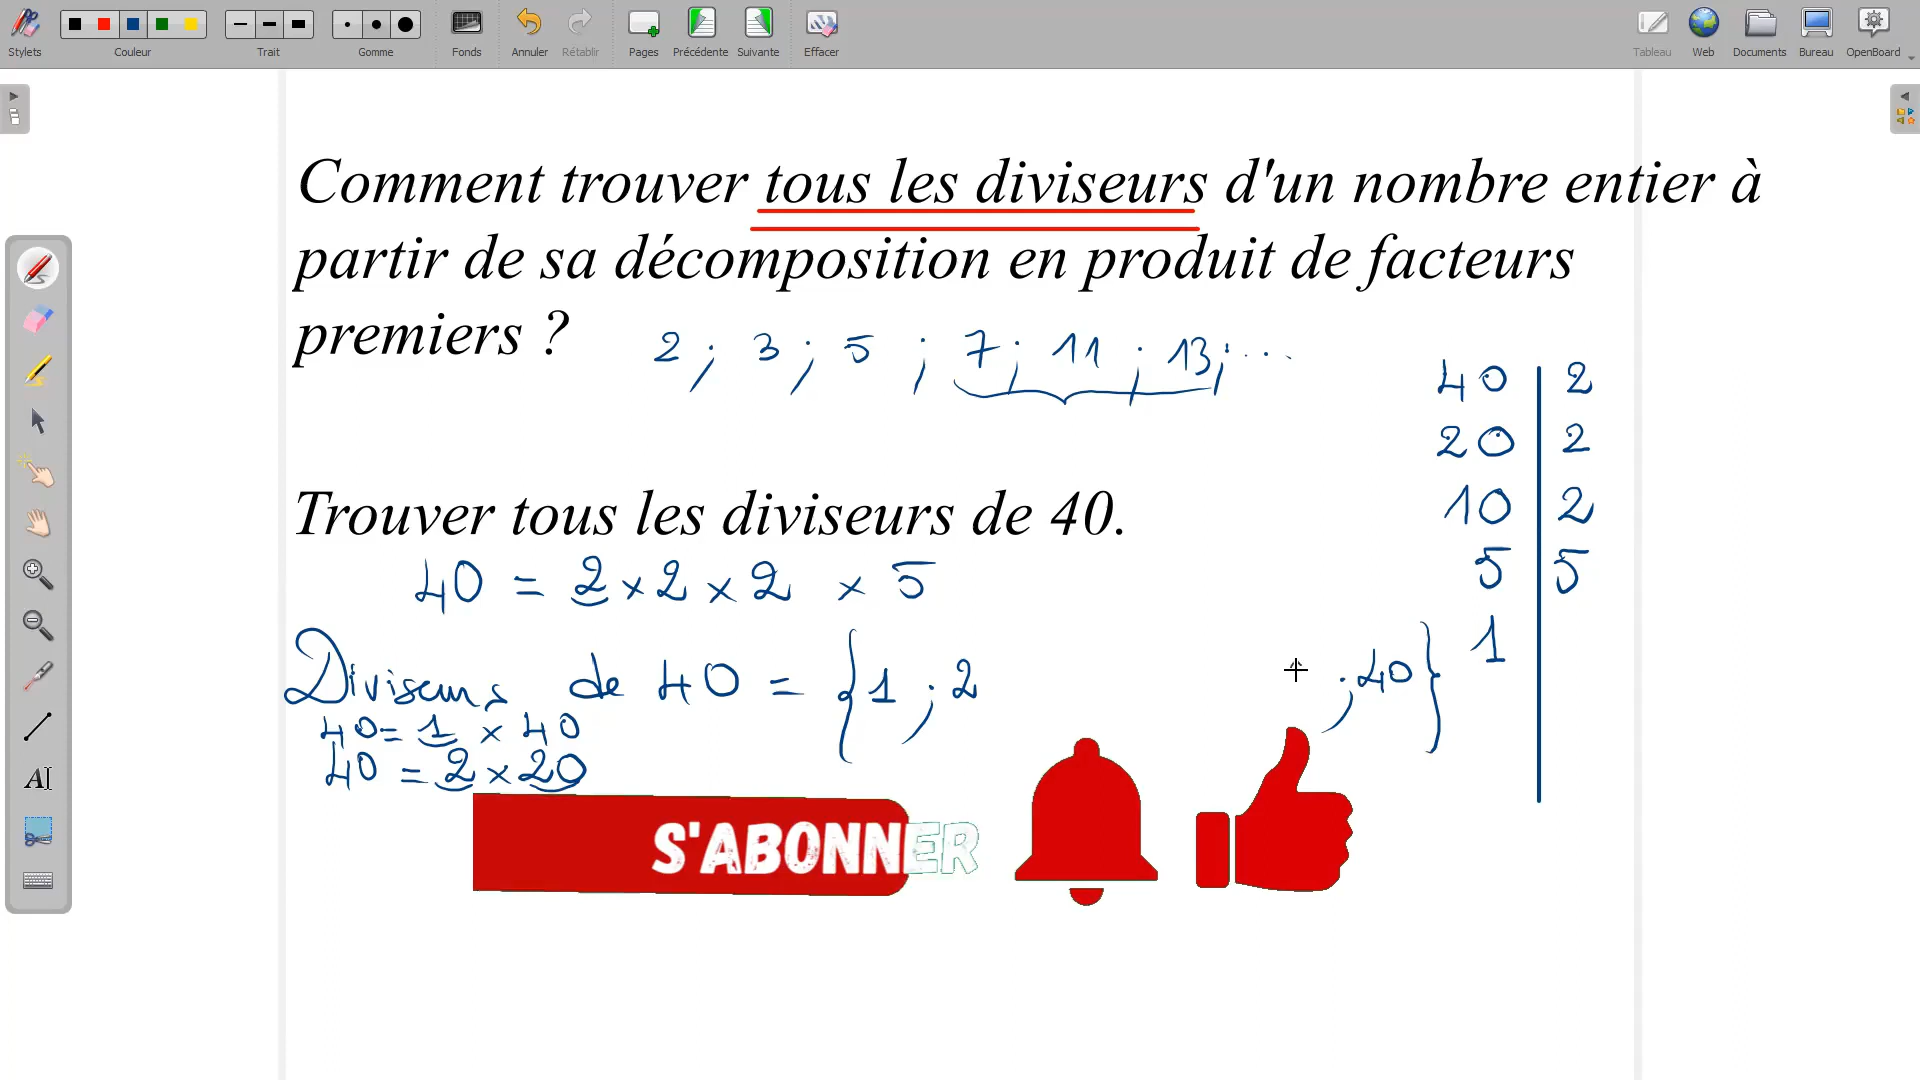 Stylets Couleur Trait Gomme Fonds Annuler Rétablir Pages Précédente Suivante Effacer Tableau Web Documents Bureau OpenBoard
Comment trouver tous les diviseurs d'un nombre entier à
partir de sa décomposition en produit de facteurs
premiers ?
2 ; 3 ; 5 ; 7 ; 11 ; 13 ; ...
40 | 2
20 | 2
10 | 2
5 | 5
1
Trouver tous les diviseurs de 40.
40 = 2 × 2 × 2 × 5
Diviseurs de 40 = { 1 ; 2 ; 40 }
40 = 1 × 40
40 = 2 × 20
S'ABONNER